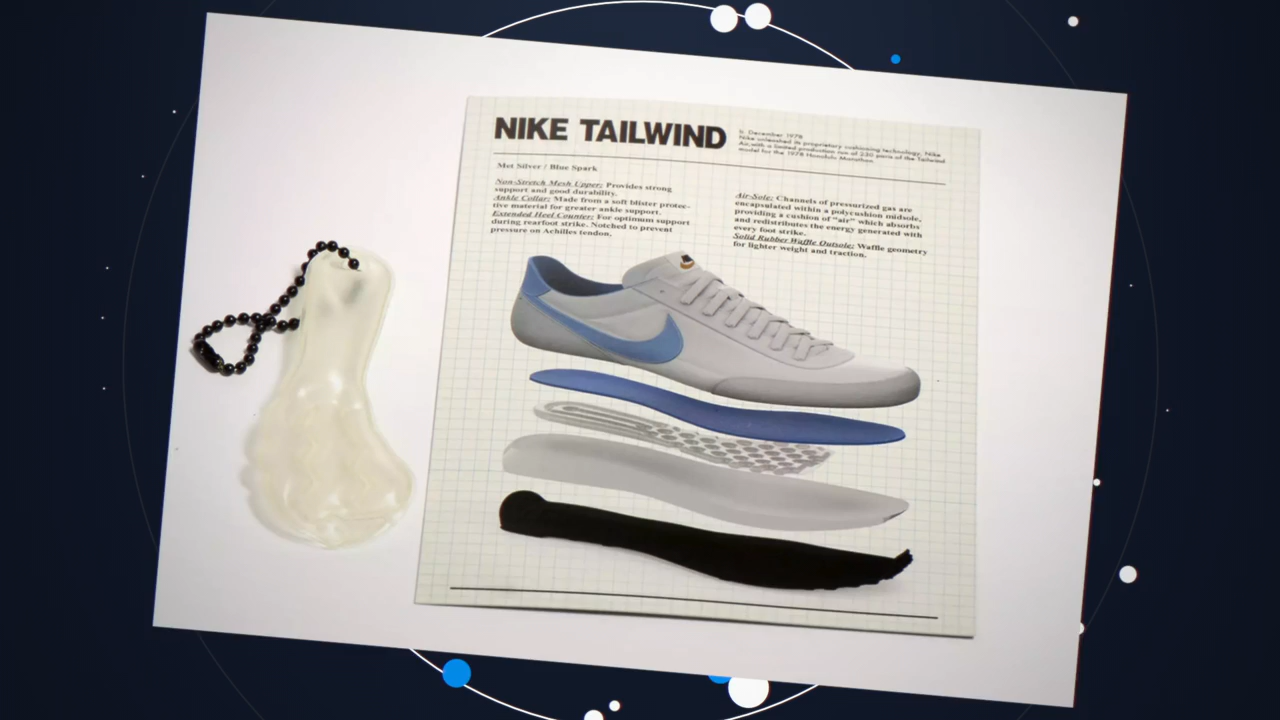 NIKE TAILWIND
In December 1978
Nike unleashed its proprietary cushioning technology, Nike
Air, with a limited production run of 250 pairs of the Tailwind
model for the 1978 Honolulu Marathon.
Met Silver / Blue Spark
Non-Stretch Mesh Upper: Provides strong
support and good durability.
Ankle Collar: Made from a soft blister protec-
tive material for greater ankle support.
Extended Heel Counter: For optimum support
during rearfoot strike. Notched to prevent
pressure on Achilles tendon.
Air-Sole: Channels of pressurized gas are
encapsulated within a polycushion midsole,
providing a cushion of "air" which absorbs
and redistributes the energy generated with
every foot strike.
Solid Rubber Waffle Outsole: Waffle geometry
for lighter weight and traction.